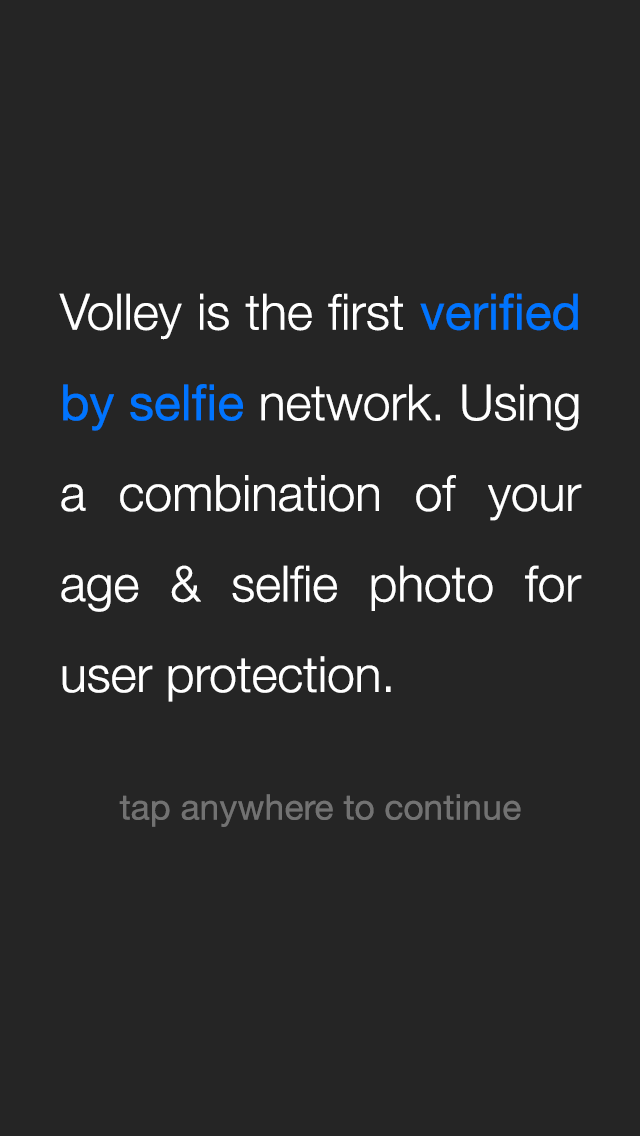 Volley is the first verified
by selfie network. Using
a combination of your
age & selfie photo for
user protection.
tap anywhere to continue